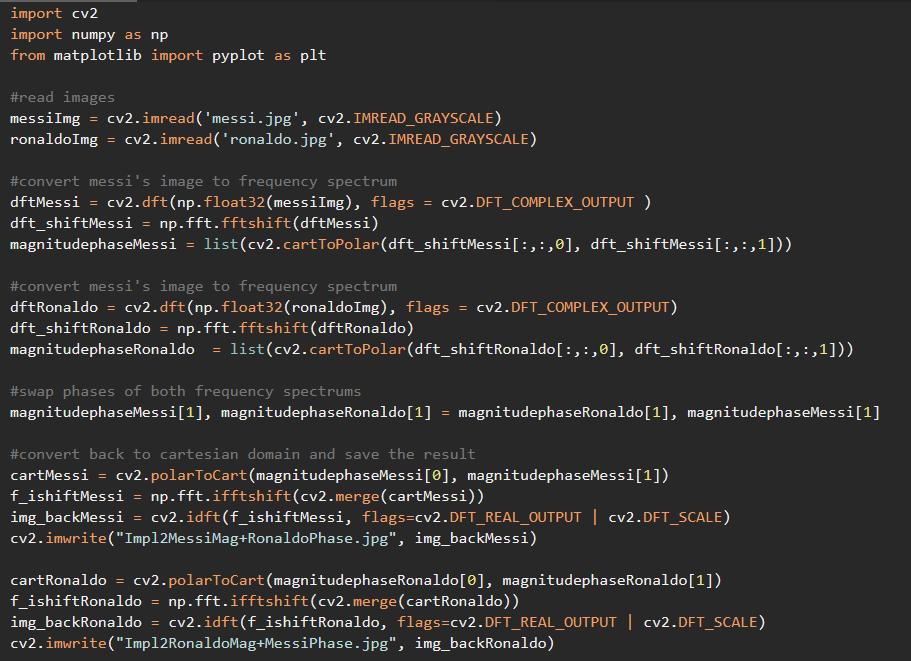 import cv2
import numpy as np
from matplotlib import pyplot as plt
#read images
messiImg = cv2.imread('messi.jpg', cv2.IMREAD_GRAYSCALE)
ronaldoImg = cv2.imread('ronaldo.jpg', cv2.IMREAD_GRAYSCALE)
#convert messi's image to frequency spectrum
dftMessi = cv2.dft(np.float32(messiImg), flags = cv2.DFT_COMPLEX_OUTPUT )
dft_shiftMessi = np.fft.fftshift(dftMessi)
magnitudephaseMessi = list(cv2.cartToPolar(dft_shiftMessi[:,:,0], dft_shiftMessi[:,:,1]))
#convert messi's image to frequency spectrum
dftRonaldo = cv2.dft(np.float32(ronaldoImg), flags = cv2.DFT_COMPLEX_OUTPUT)
dft_shiftRonaldo = np.fft.fftshift(dftRonaldo)
magnitudephaseRonaldo  = list(cv2.cartToPolar(dft_shiftRonaldo[:,:,0], dft_shiftRonaldo[:,:,1]))
#swap phases of both frequency spectrums
magnitudephaseMessi[1], magnitudephaseRonaldo[1] = magnitudephaseRonaldo[1], magnitudephaseMessi[1]
#convert back to cartesian domain and save the result
cartMessi = cv2.polarToCart(magnitudephaseMessi[0], magnitudephaseMessi[1])
f_ishiftMessi = np.fft.ifftshift(cv2.merge(cartMessi))
img_backMessi = cv2.idft(f_ishiftMessi, flags=cv2.DFT_REAL_OUTPUT | cv2.DFT_SCALE)
cv2.imwrite("Impl2MessiMag+RonaldoPhase.jpg", img_backMessi)
cartRonaldo = cv2.polarToCart(magnitudephaseRonaldo[0], magnitudephaseRonaldo[1])
f_ishiftRonaldo = np.fft.ifftshift(cv2.merge(cartRonaldo))
img_backRonaldo = cv2.idft(f_ishiftRonaldo, flags=cv2.DFT_REAL_OUTPUT | cv2.DFT_SCALE)
cv2.imwrite("Impl2RonaldoMag+MessiPhase.jpg", img_backRonaldo)